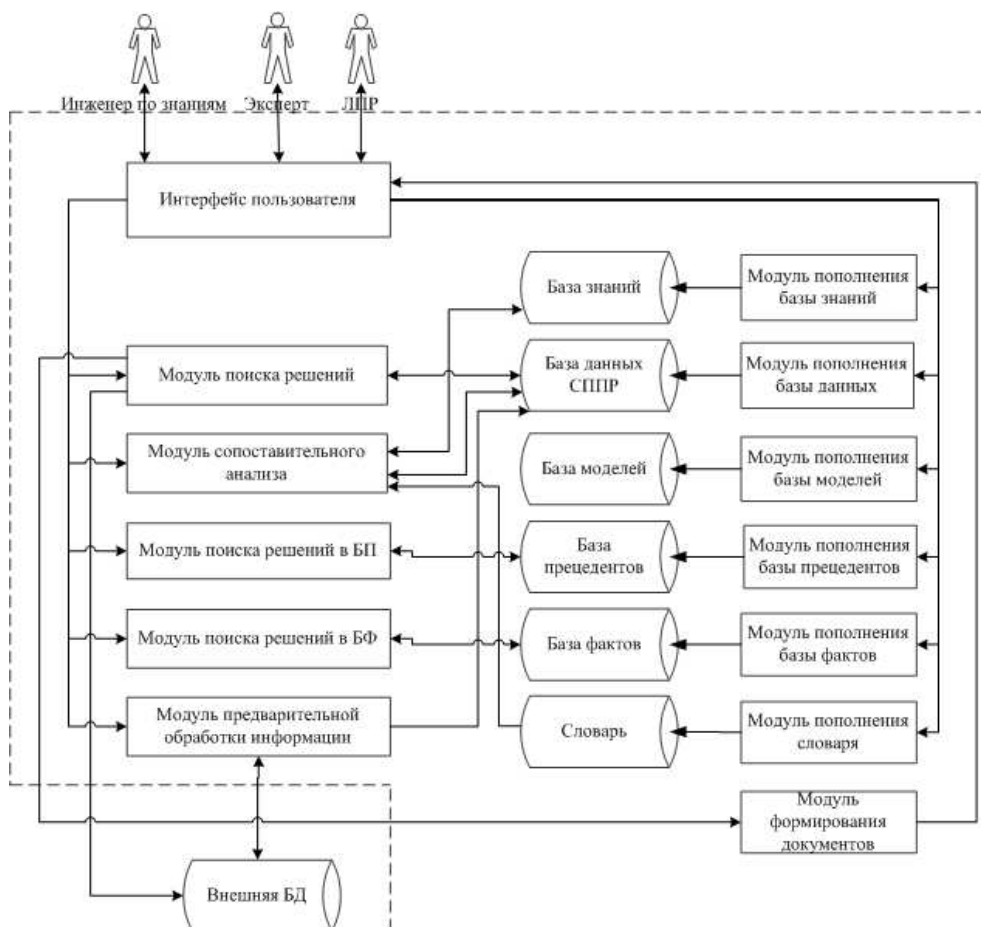 Инженер по знаниям
Эксперт
ЛПР
Интерфейс пользователя
База знаний
Модуль пополнения
базы знаний
Модуль поиска решений
База данных
СППР
Модуль пополнения
базы данных
Модуль сопоставительного
анализа
База моделей
Модуль пополнения
базы моделей
Модуль поиска решений в БП
База
прецедентов
Модуль пополнения
базы прецедентов
Модуль поиска решений в БФ
База фактов
Модуль пополнения
базы фактов
Модуль предварительной
обработки информации
Словарь
Модуль пополнения
словаря
Модуль
формирования
документов
Внешняя БД